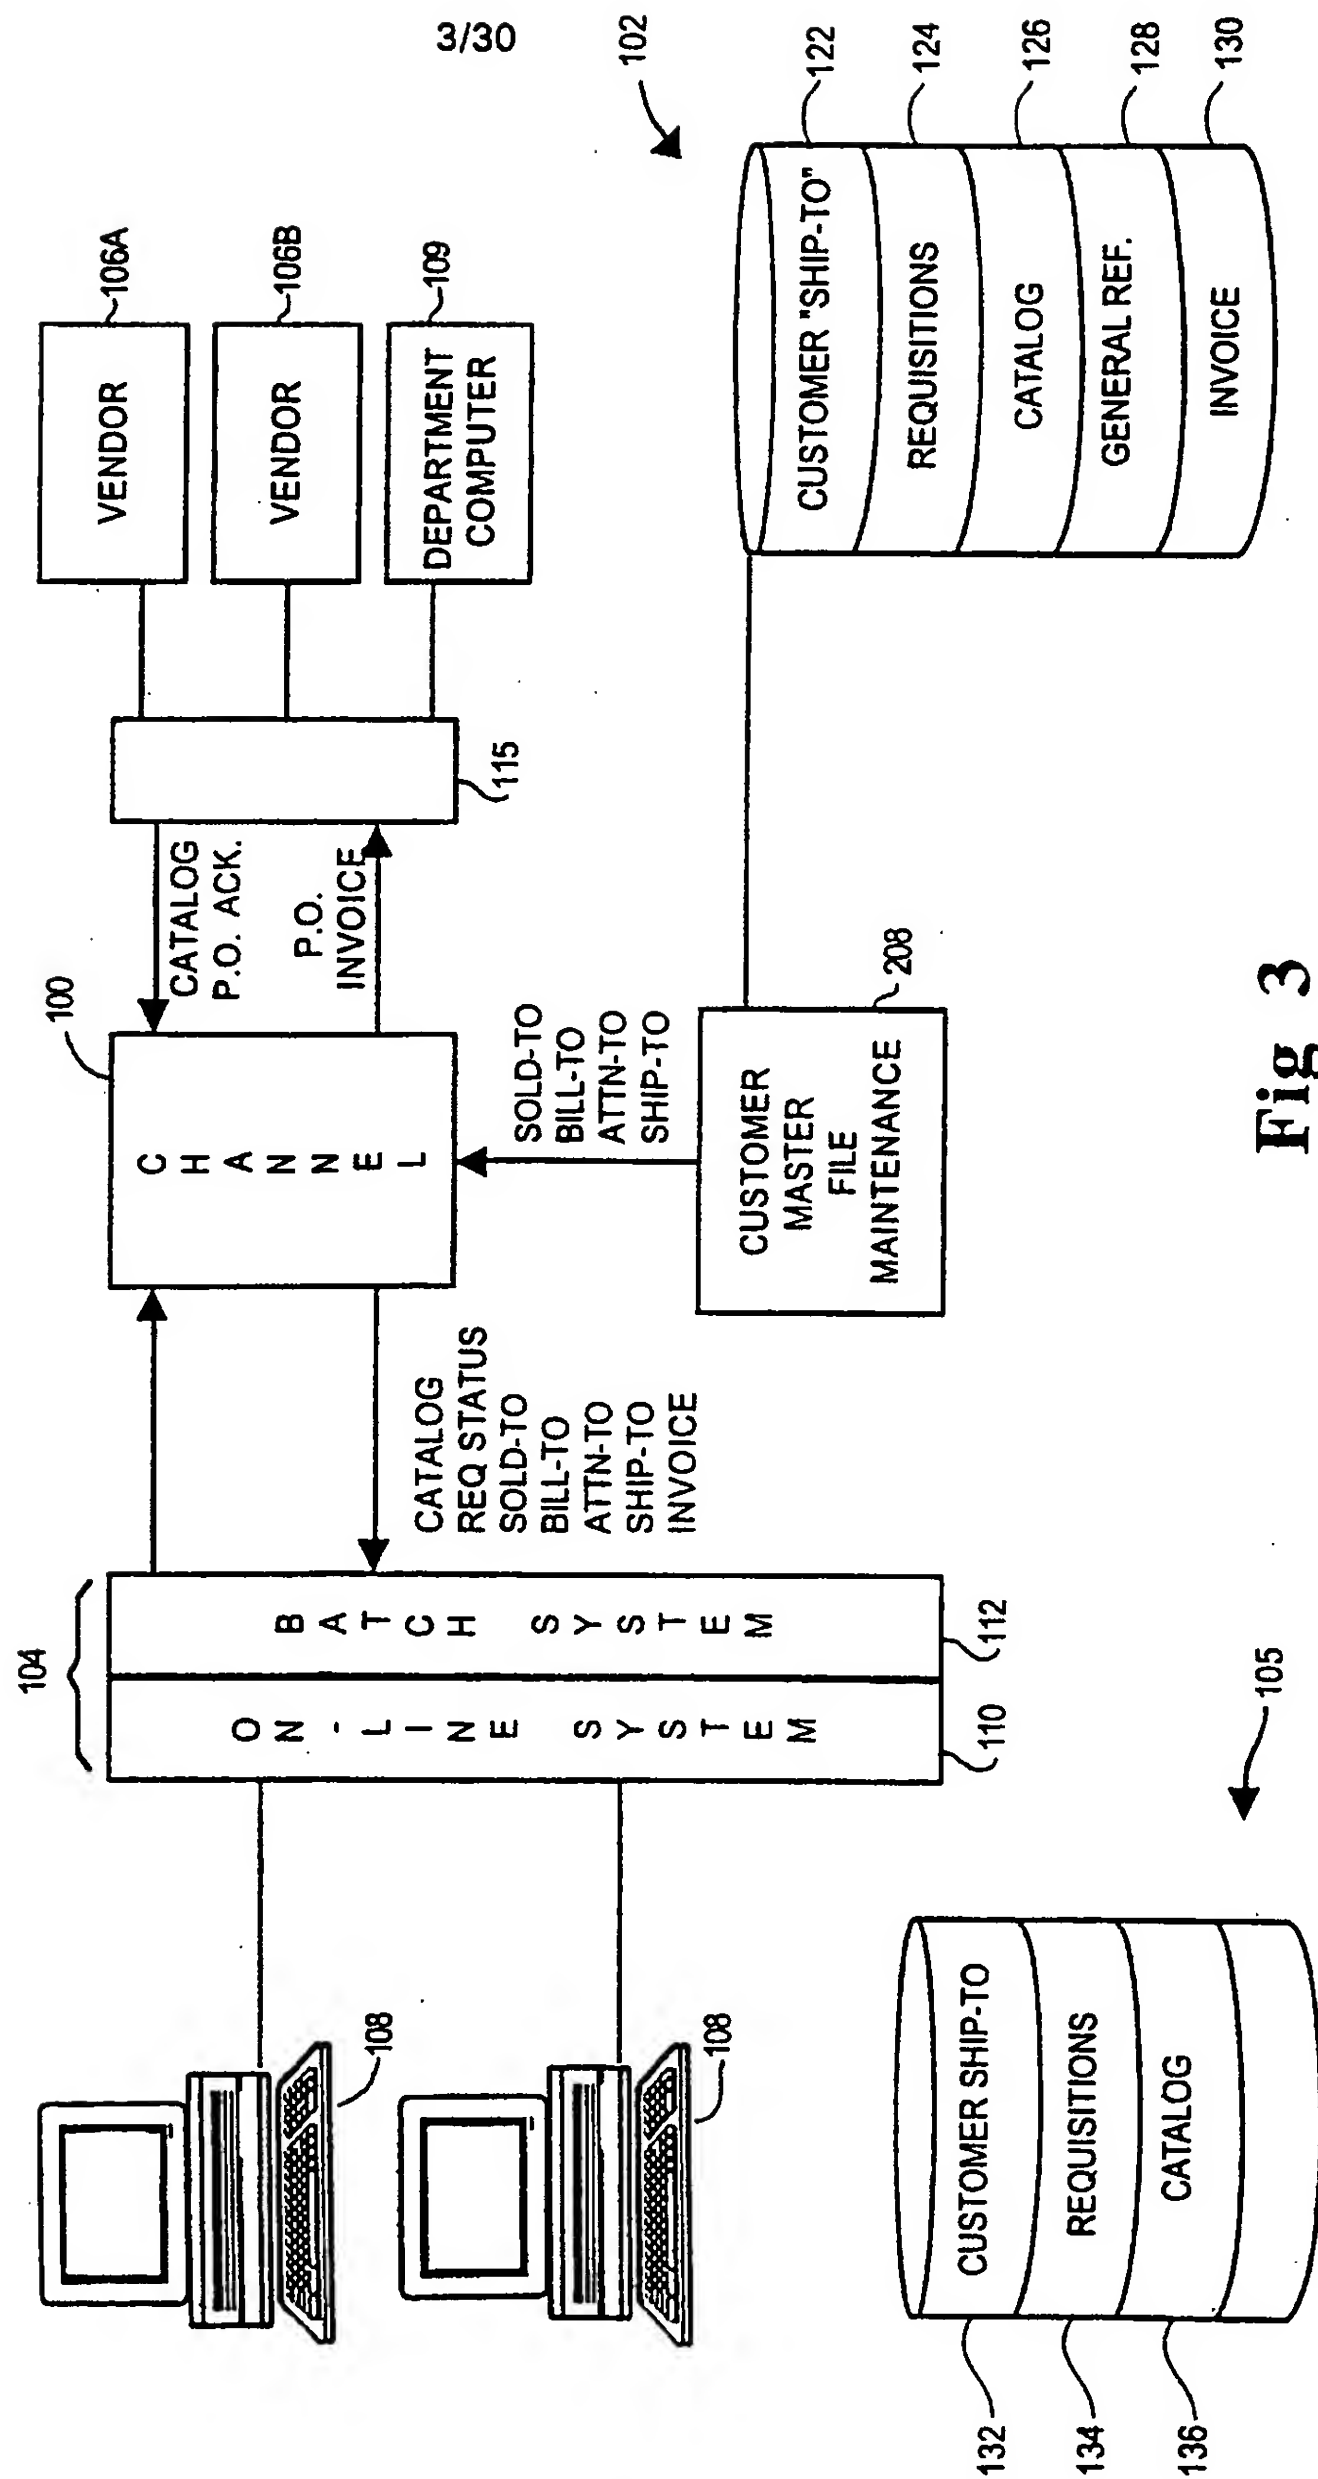 3/30
104
ON-LINE SYSTEM
BATCH SYSTEM
110
112
108
108
100
CHANNEL
CATALOG
REQ STATUS
SOLD-TO
BILL-TO
ATTN-TO
SHIP-TO
INVOICE
CATALOG
P.O. ACK.
P.O.
INVOICE
115
VENDOR
106A
VENDOR
106B
DEPARTMENT
COMPUTER
109
SOLD-TO
BILL-TO
ATTN-TO
SHIP-TO
CUSTOMER
MASTER
FILE
MAINTENANCE
208
102
CUSTOMER "SHIP-TO"
122
REQUISITIONS
124
CATALOG
126
GENERAL REF.
128
INVOICE
130
105
132
CUSTOMER SHIP-TO
134
REQUISITIONS
136
CATALOG
Fig 3